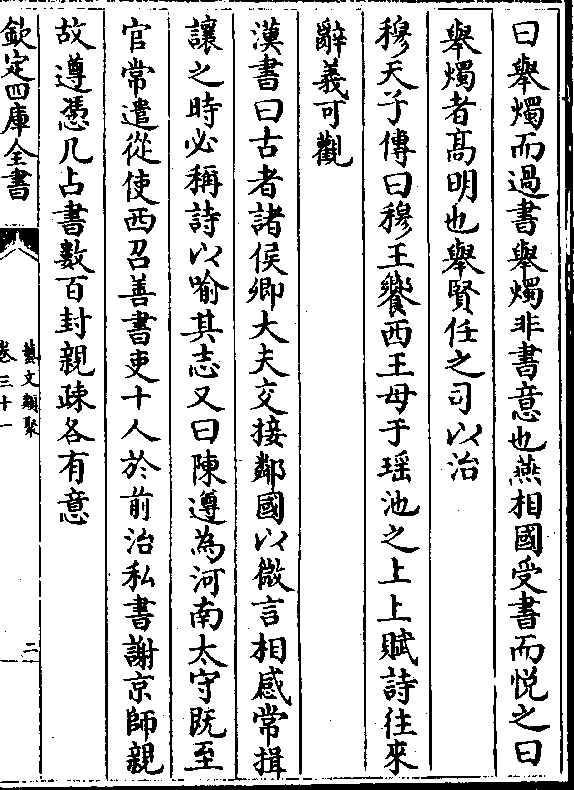 曰舉燭而過書舉燭非書意也燕相國受書而悅之曰
舉燭者髙明也舉賢任之司以治
穆天子傳曰穆王饗西王母于瑶池之上上賦詩往來
辭義可觀
漢書曰古者諸侯卿大夫交接鄰國以微言相感常揖
讓之時必稱詩以喻其志又曰陳遵為河南太守既至
官常遣從使西召善書吏十人於前治私書謝京師親
故遵憑几占書數百封親疎各有意
欽定四庫全書
藝文類聚
卷三十一
二